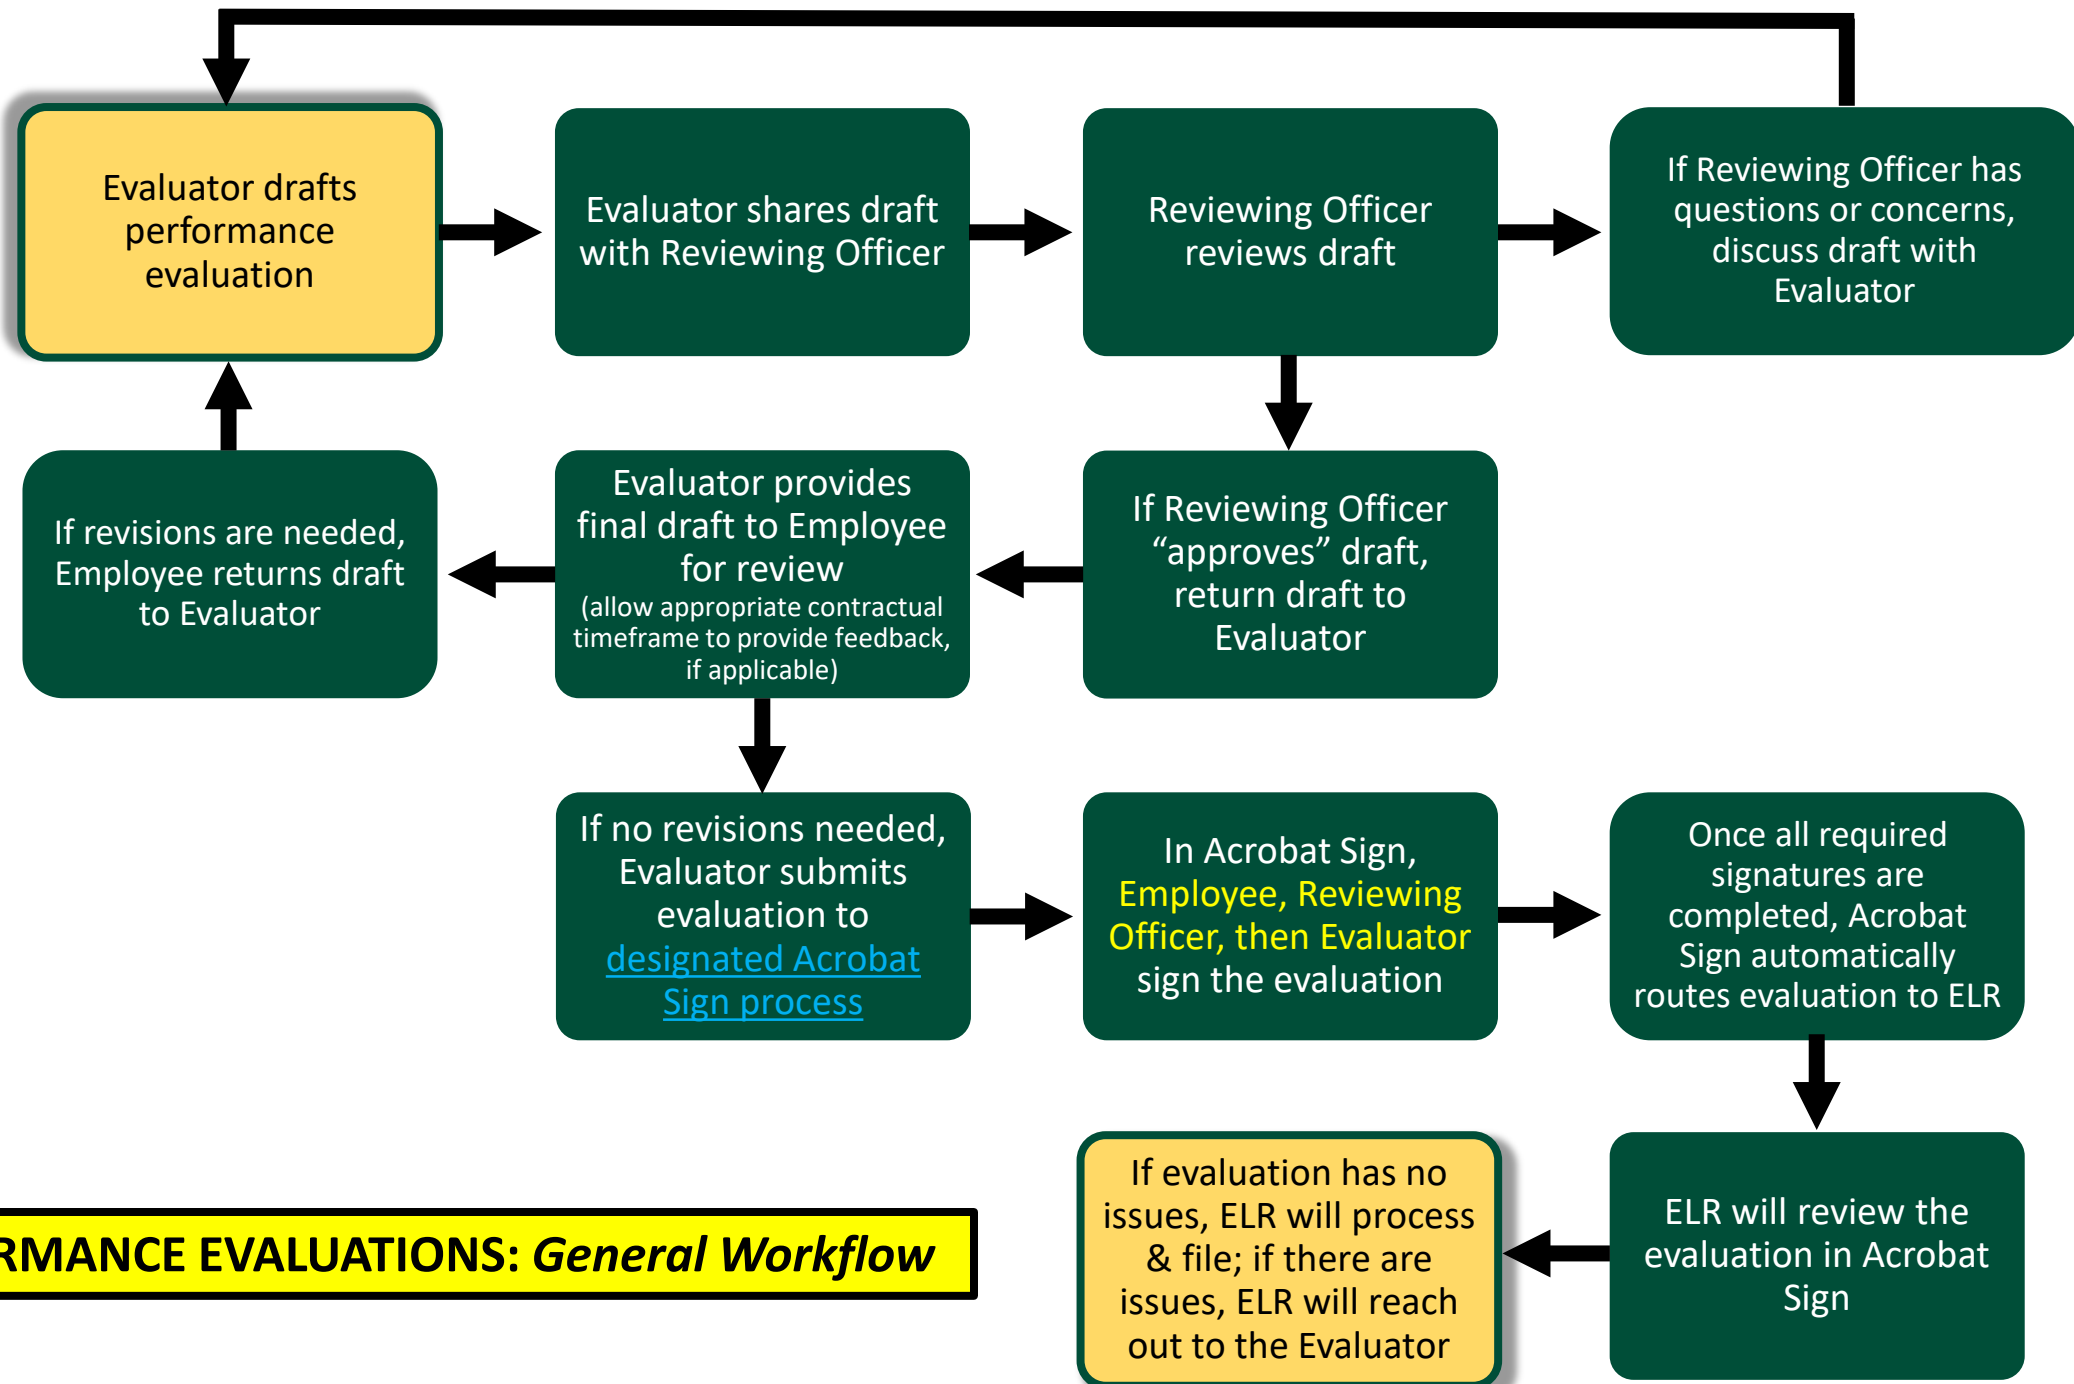 Evaluator drafts
performance
evaluation
Evaluator shares draft
with Reviewing Officer
Reviewing Officer
reviews draft
If Reviewing Officer has
questions or concerns,
discuss draft with
Evaluator
If revisions are needed,
Employee returns draft
to Evaluator
Evaluator provides
final draft to Employee
for review
(allow appropriate contractual
timeframe to provide feedback,
if applicable)
If Reviewing Officer
“approves” draft,
return draft to
Evaluator
If no revisions needed,
Evaluator submits
evaluation to
designated Acrobat
Sign process
In Acrobat Sign,
Employee, Reviewing
Officer, then Evaluator
sign the evaluation
Once all required
signatures are
completed, Acrobat
Sign automatically
routes evaluation to ELR
ELR will review the
evaluation in Acrobat
Sign
If evaluation has no
issues, ELR will process
& file; if there are
issues, ELR will reach
out to the Evaluator
RMANCE EVALUATIONS: General Workflow